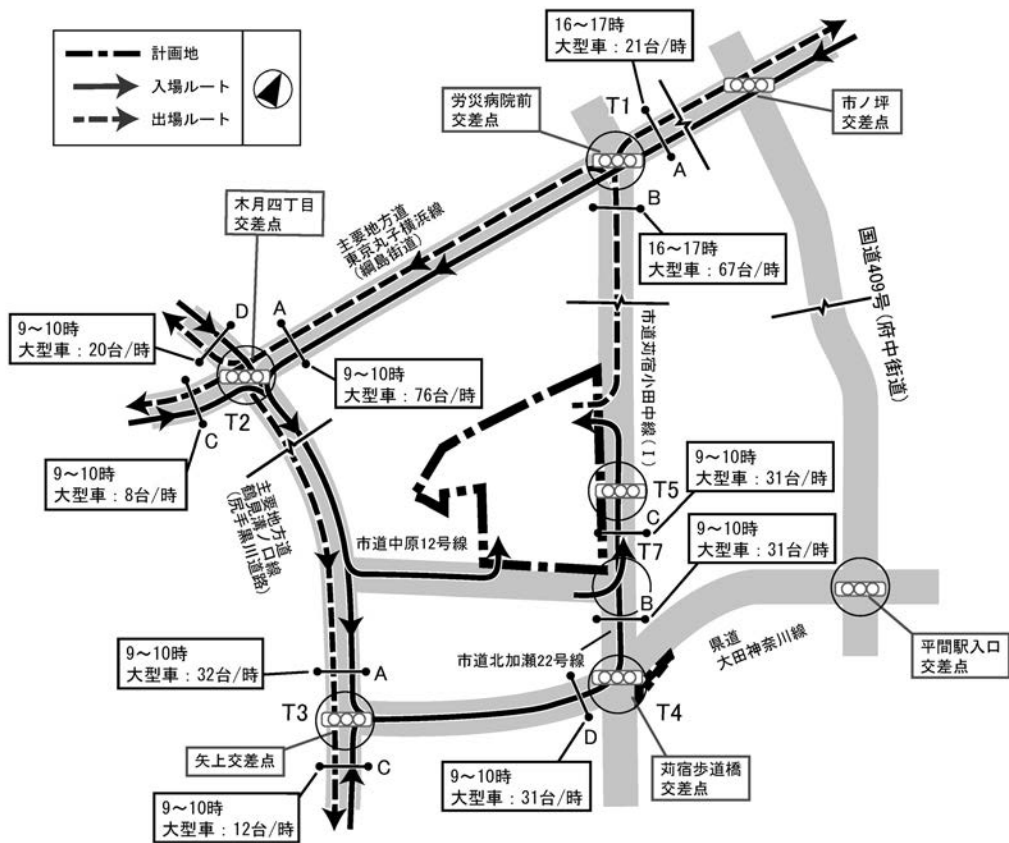 計画地
入場ルート
出場ルート
16～17時
大型車：21台/時
労災病院前
交差点
T1
A
市ノ坪
交差点
B
16～17時
大型車：67台/時
木月四丁目
交差点
主要地方道
東京丸子横浜線
(綱島街道)
国道409号(府中街道)
市道苅宿小田中線(Ⅰ)
9～10時
大型車：20台/時
D
A
9～10時
大型車：76台/時
T2
C
9～10時
大型車：8台/時
主要地方道
鶴見溝ノ口線
(尻手黒川道路)
9～10時
大型車：31台/時
T5
C
9～10時
大型車：31台/時
市道中原12号線
T7
B
県道
大田神奈川線
平間駅入口
交差点
市道北加瀬22号線
9～10時
大型車：32台/時
A
T3
T4
D
矢上交差点
C
9～10時
大型車：31台/時
苅宿歩道橋
交差点
9～10時
大型車：12台/時